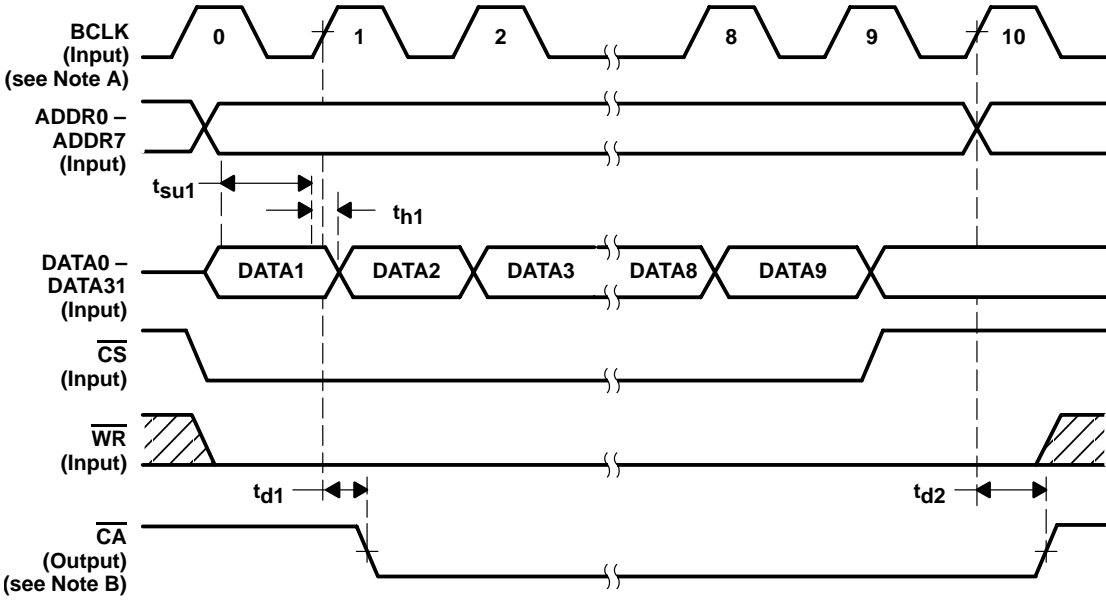 BCLK
(Input)
(see Note A)
0 1 2 8 9 10
ADDR0 –
ADDR7
(Input)
tsu1
th1
DATA0 –
DATA31
(Input)
DATA1 DATA2 DATA3 DATA8 DATA9
CS
(Input)
WR
(Input)
td1 td2
CA
(Output)
(see Note B)